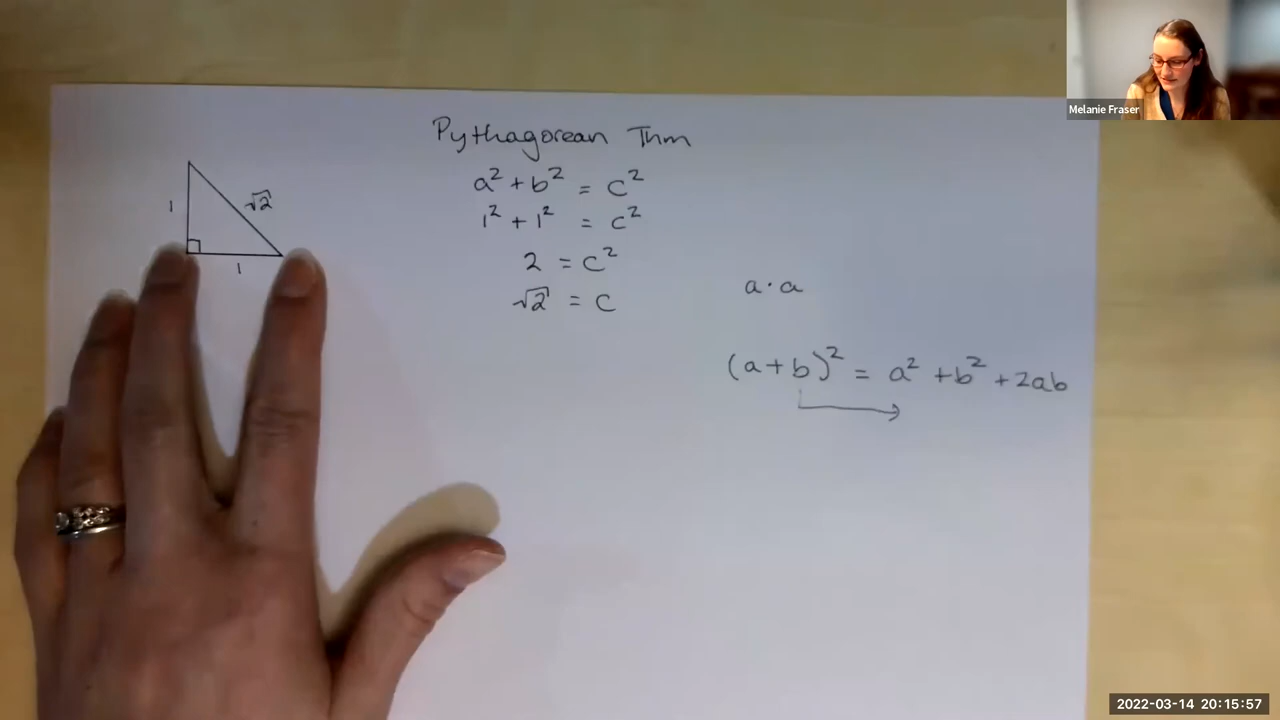 Melanie Fraser
Pythagorean Thm
a² + b² = c²
1² + 1² = c²
2 = c²
√2 = c
1
√2
1
a · a
(a + b)² = a² + b² + 2ab
2022-03-14 20:15:57